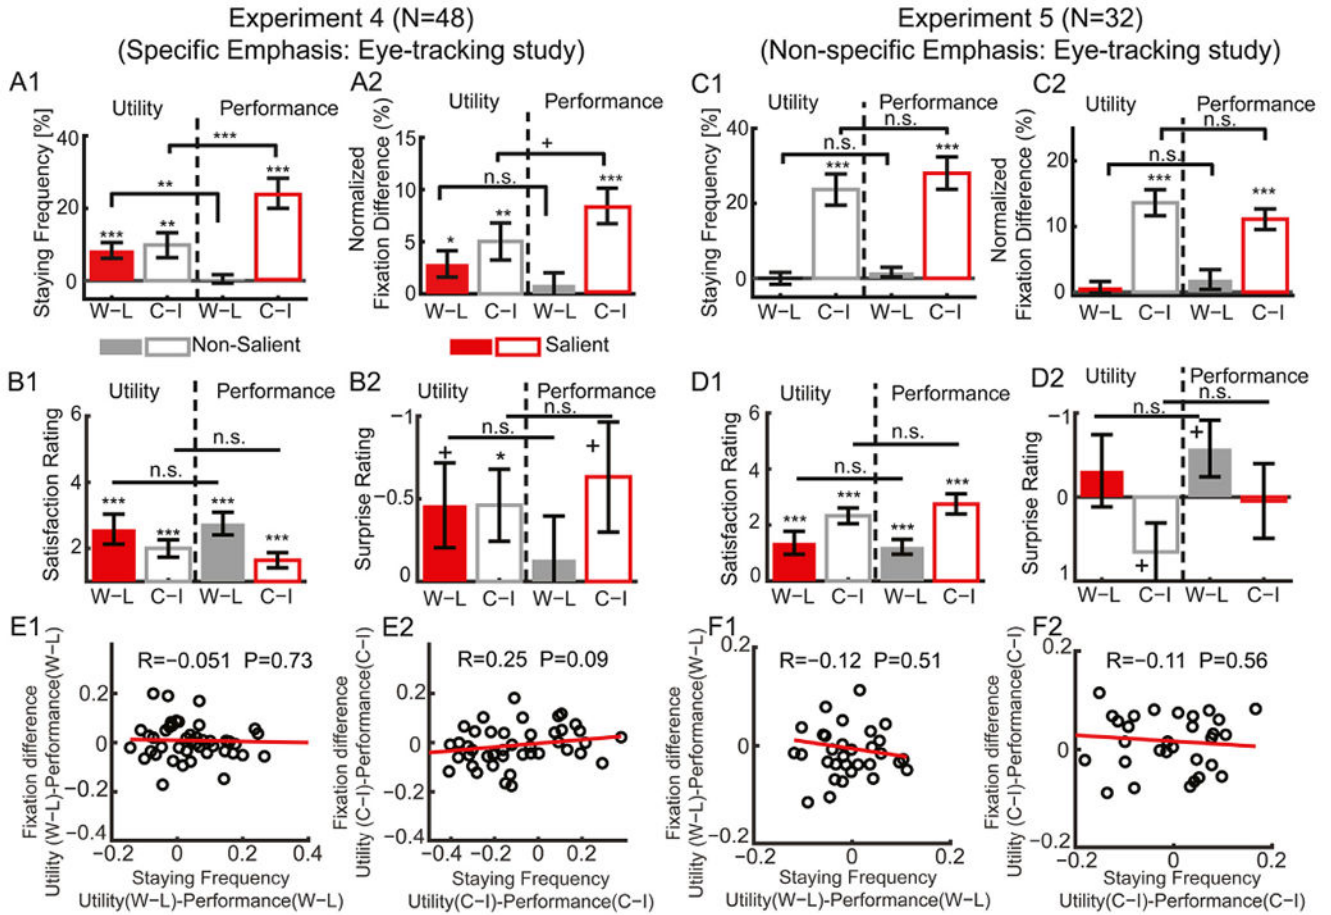 Experiment 4 (N=48)
(Specific Emphasis: Eye-tracking study)
Experiment 5 (N=32)
(Non-specific Emphasis: Eye-tracking study)
A1
Utility
Performance
Staying Frequency [%]
40
20
0
***
**
***
**
***
W−L C−I W−L C−I
A2
Utility
Performance
Normalized
Fixation Difference (%)
15
10
5
0
+
n.s.
*
**
***
W−L C−I W−L C−I
C1
Utility
Performance
Staying Frequency [%]
40
20
0
n.s.
n.s.
***
***
W−L C−I W−L C−I
C2
Utility
Performance
Normalized
Fixation Difference (%)
20
10
0
n.s.
n.s.
***
***
W−L C−I W−L C−I
Non-Salient
Salient
B1
Utility
Performance
Satisfaction Rating
6
4
2
n.s.
n.s.
***
***
***
***
W−L C−I W−L C−I
B2
Utility
Performance
Surprise Rating
−1
−0.5
0
n.s.
n.s.
+
*
+
W−L C−I W−L C−I
D1
Utility
Performance
Satisfaction Rating
6
4
2
0
n.s.
n.s.
***
***
***
***
W−L C−I W−L C−I
D2
Utility
Performance
Surprise Rating
−1
0
1
n.s.
n.s.
+
+
W−L C−I W−L C−I
E1
R=−0.051 P=0.73
Fixation difference
Utility (W−L)-Performance(W−L)
0.2
0
−0.2
−0.4
−0.2 0 0.2 0.4
Staying Frequency
Utility(W−L)-Performance(W−L)
E2
R=0.25 P=0.09
Fixation difference
Utility (C−I)-Performance(C−I)
0.2
0
−0.2
−0.4
−0.4 −0.2 0 0.2 0.4
Staying Frequency
Utility(C−I)-Performance(C−I)
F1
R=−0.12 P=0.51
Fixation difference
Utility (W−L)-Performance(W−L)
0.2
0
−0.2
−0.2 0 0.2
Staying Frequency
Utility(W−L)-Performance(W−L)
F2
R=−0.11 P=0.56
Fixation difference
Utility (C−I)-Performance(C−I)
0.2
0
−0.2
−0.2 0 0.2
Staying Frequency
Utility(C−I)-Performance(C−I)